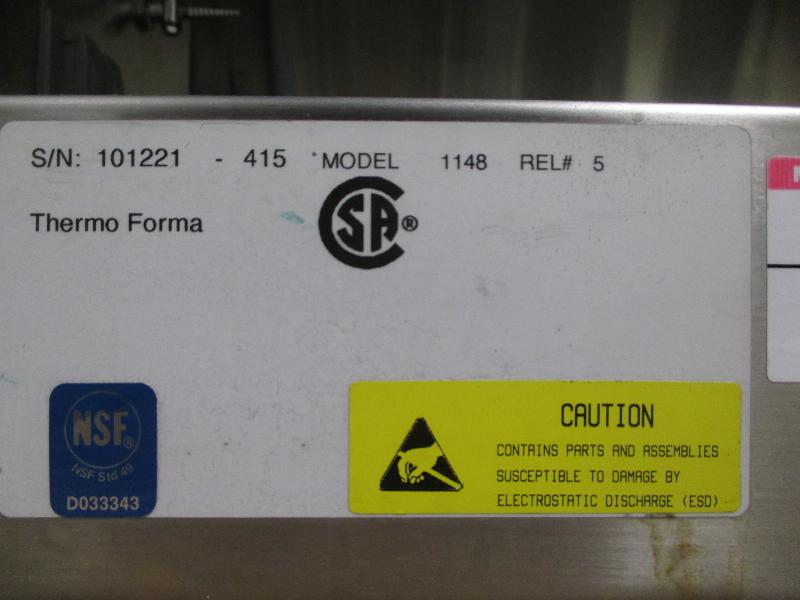 S/N: 101221 - 415 MODEL 1148 REL# 5
Thermo Forma
CSA®
NSF®
NSF Std 49
D033343
CAUTION
CONTAINS PARTS AND ASSEMBLIES
SUSCEPTIBLE TO DAMAGE BY
ELECTROSTATIC DISCHARGE (ESD)